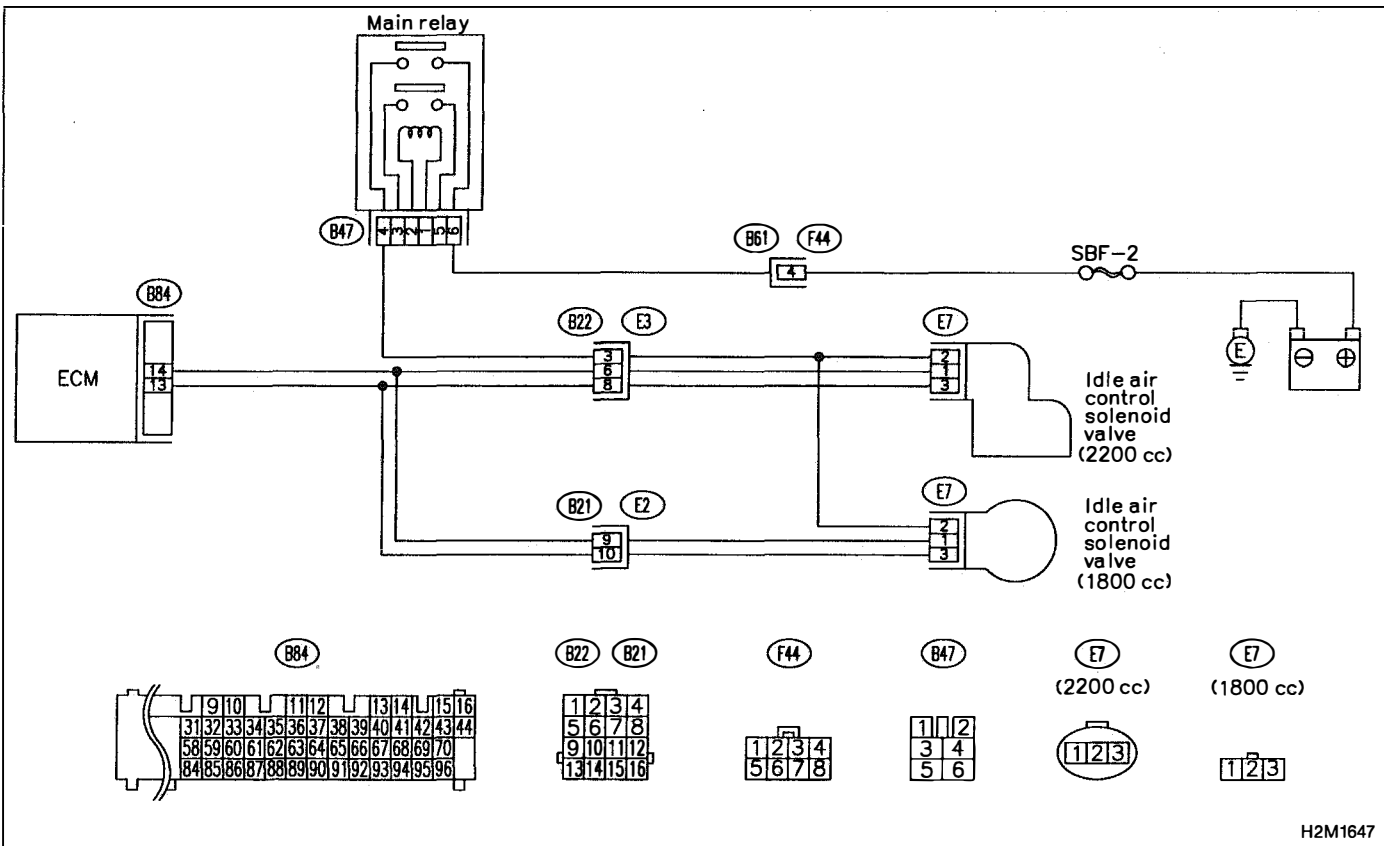 Main relay
B47
4 3 2 1 5 6
B61 F44
4
SBF-2
B84
ECM
14
13
B22 E3
3
6
8
E7
2
1
3
Idle air
control
solenoid
valve
(2200 cc)
E
⊖ ⊕
B21 E2
9
10
E7
2
1
3
Idle air
control
solenoid
valve
(1800 cc)
B84
9 10 11 12 13 14 15 16
31 32 33 34 35 36 37 38 39 40 41 42 43 44
58 59 60 61 62 63 64 65 66 67 68 69 70
84 85 86 87 88 89 90 91 92 93 94 95 96
B22 B21
1 2 3 4
5 6 7 8
9 10 11 12
13 14 15 16
F44
1 2 3 4
5 6 7 8
B47
1 2
3 4
5 6
E7
(2200 cc)
1 2 3
E7
(1800 cc)
1 2 3
H2M1647